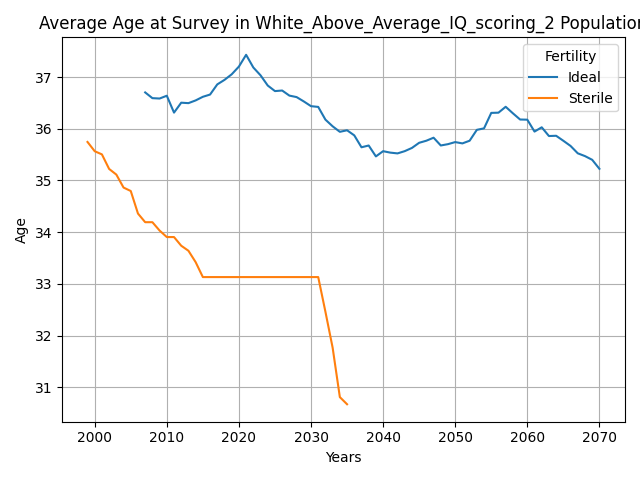 Average Age at Survey in White_Above_Average_IQ_scoring_2 Population
Fertility
Ideal
Sterile
37
36
35
34
33
32
31
Age
2000 2010 2020 2030 2040 2050 2060 2070
Years